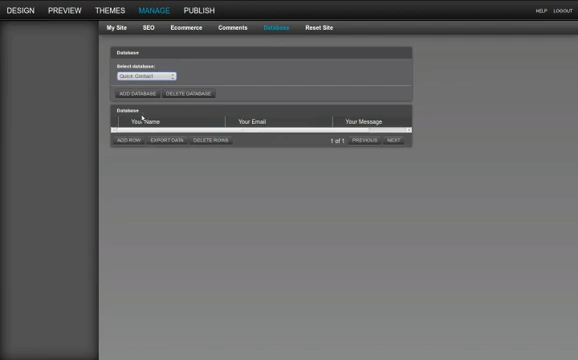 DESIGN PREVIEW THEMES MANAGE PUBLISH HELP LOGOUT
My Site SEO Ecommerce Comments Database Reset Site
Database
Select database:
Quick Contact
ADD DATABASE DELETE DATABASE
Database
Your Name Your Email Your Message
ADD ROW EXPORT DATA DELETE ROWS 1 of 1 PREVIOUS NEXT